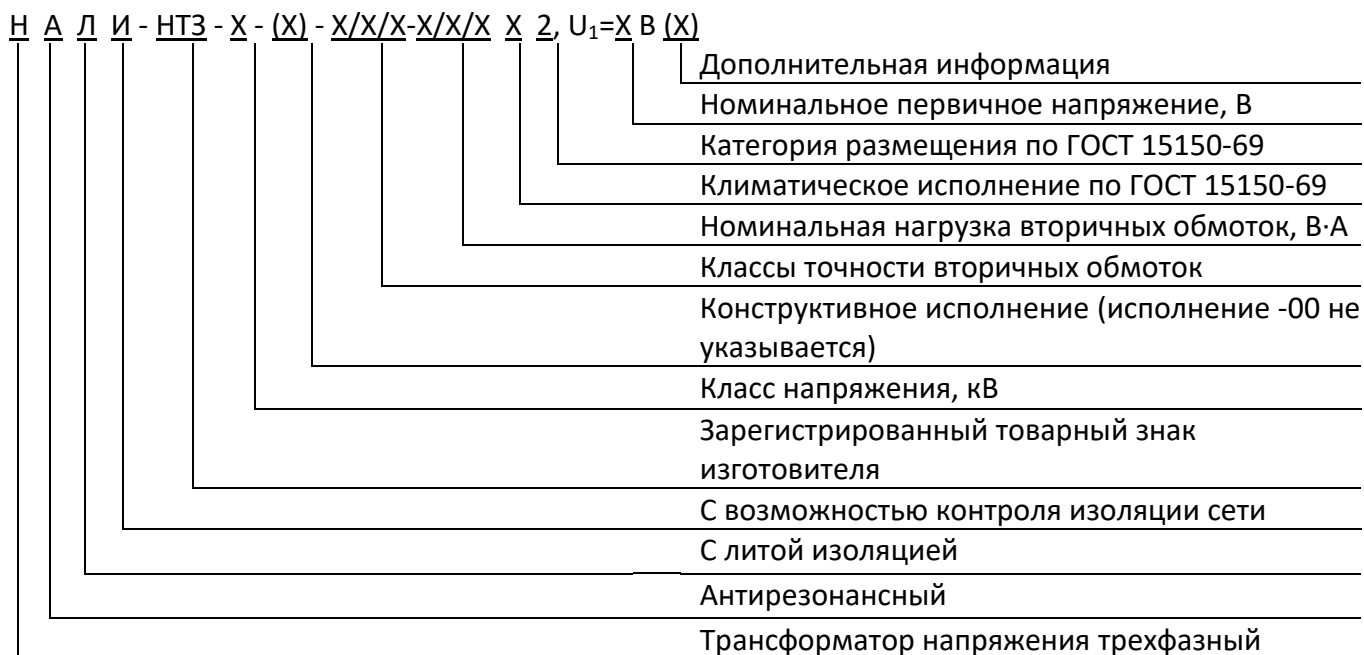 Н А Л И - НТЗ - Х - (Х) - Х/Х/Х-Х/Х/Х Х 2, U₁=Х В (Х)
Дополнительная информация
Номинальное первичное напряжение, В
Категория размещения по ГОСТ 15150-69
Климатическое исполнение по ГОСТ 15150-69
Номинальная нагрузка вторичных обмоток, В·А
Классы точности вторичных обмоток
Конструктивное исполнение (исполнение -00 не
указывается)
Класс напряжения, кВ
Зарегистрированный товарный знак
изготовителя
С возможностью контроля изоляции сети
С литой изоляцией
Антирезонансный
Трансформатор напряжения трехфазный